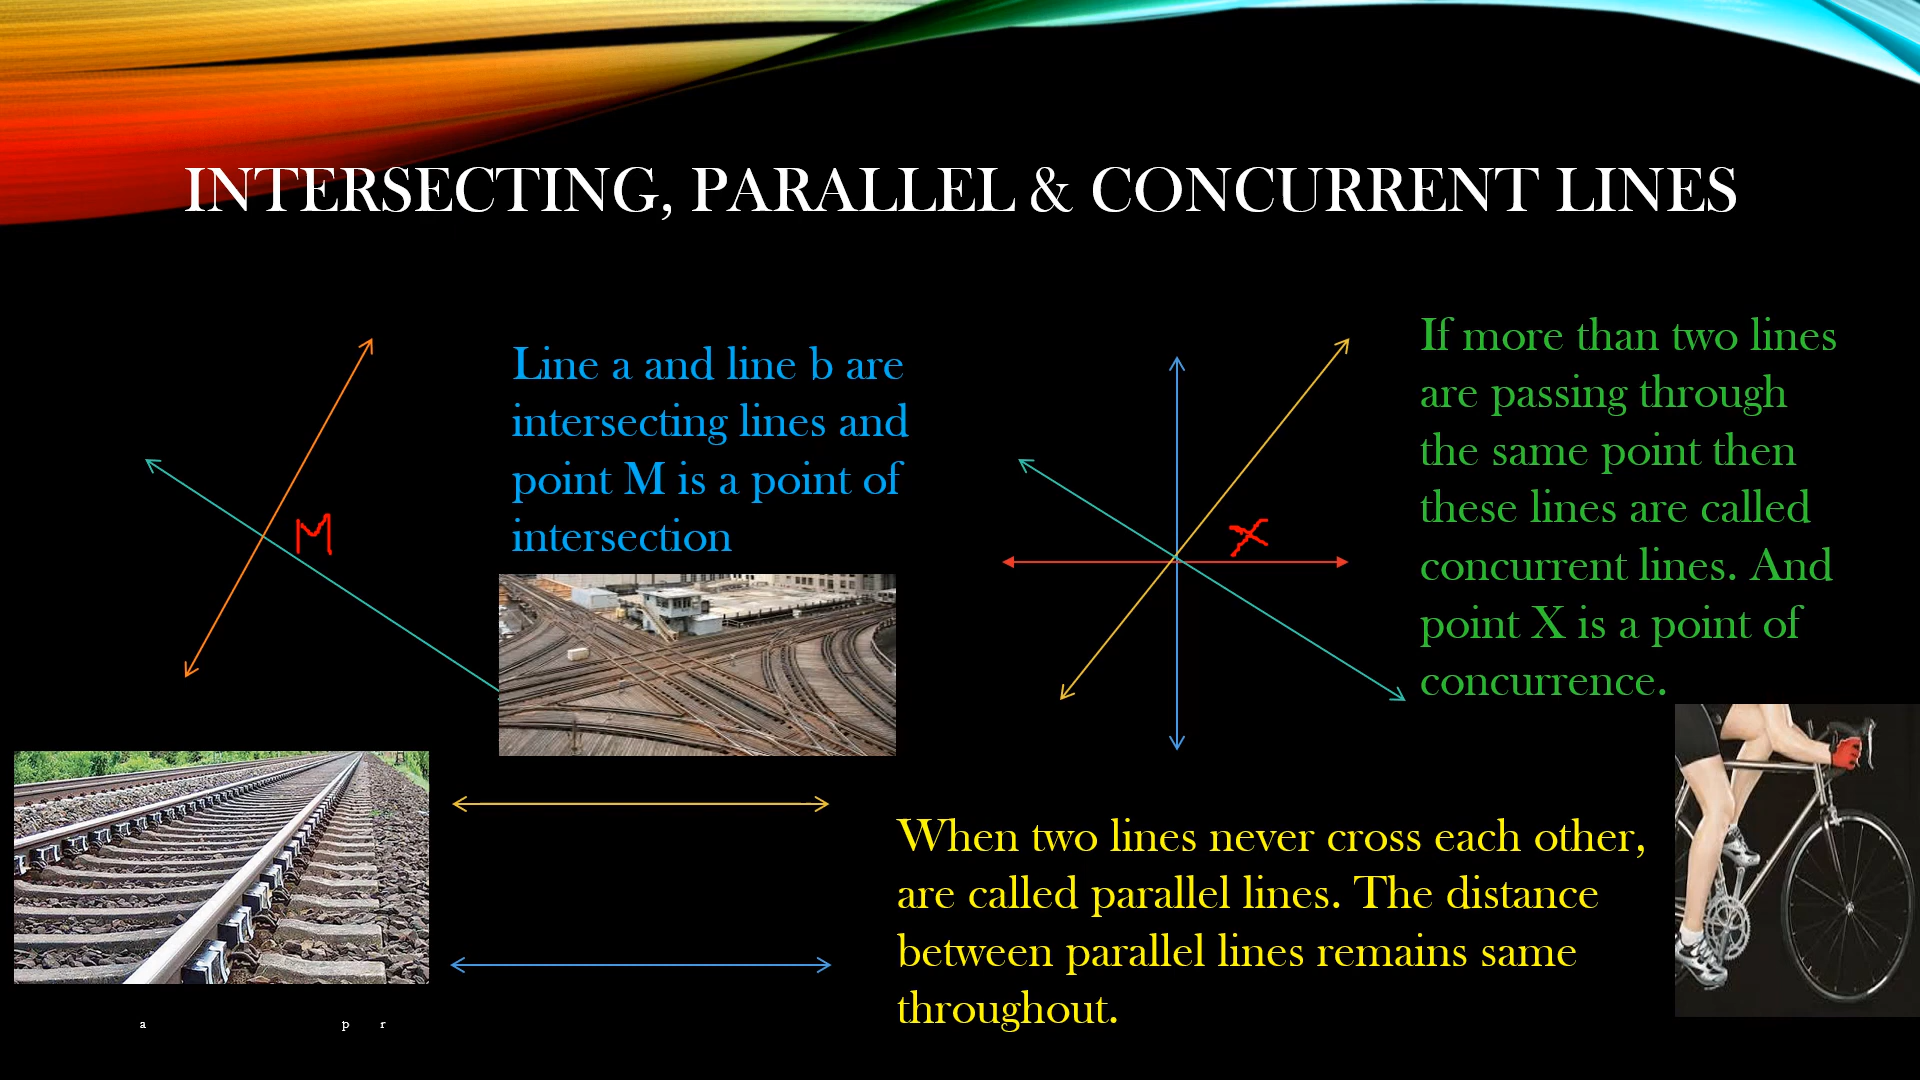 INTERSECTING, PARALLEL & CONCURRENT LINES
Line a and line b are
intersecting lines and
point M is a point of
intersection
M
If more than two lines
are passing through
the same point then
these lines are called
concurrent lines. And
point X is a point of
concurrence.
X
When two lines never cross each other,
are called parallel lines. The distance
between parallel lines remains same
throughout.
a p r